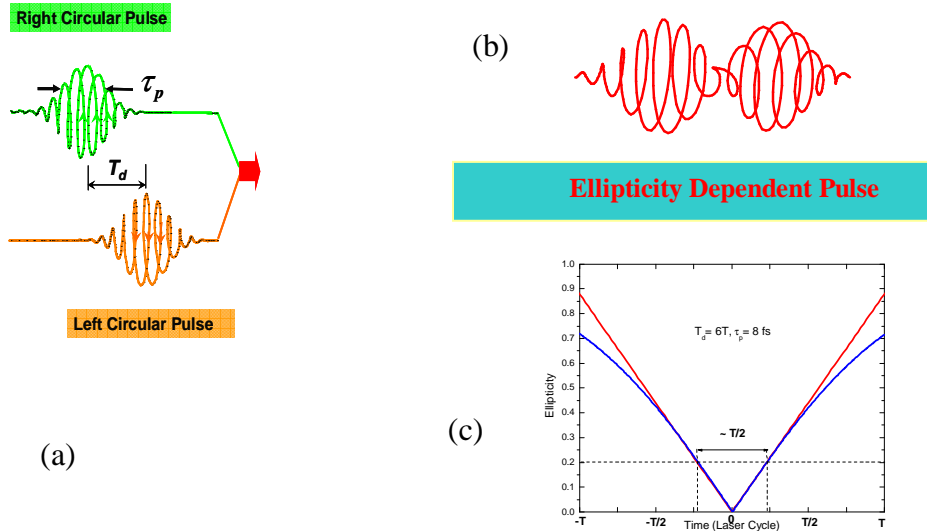 Right Circular Pulse
τp
Td
Left Circular Pulse
(a)
(b)
Ellipticity Dependent Pulse
(c)
1.0
0.9
0.8
0.7
0.6
0.5
0.4
0.3
0.2
0.1
0.0
Ellipticity
Td= 6T, τp= 8 fs
~ T/2
-T
-T/2
0
T/2
T
Time (Laser Cycle)